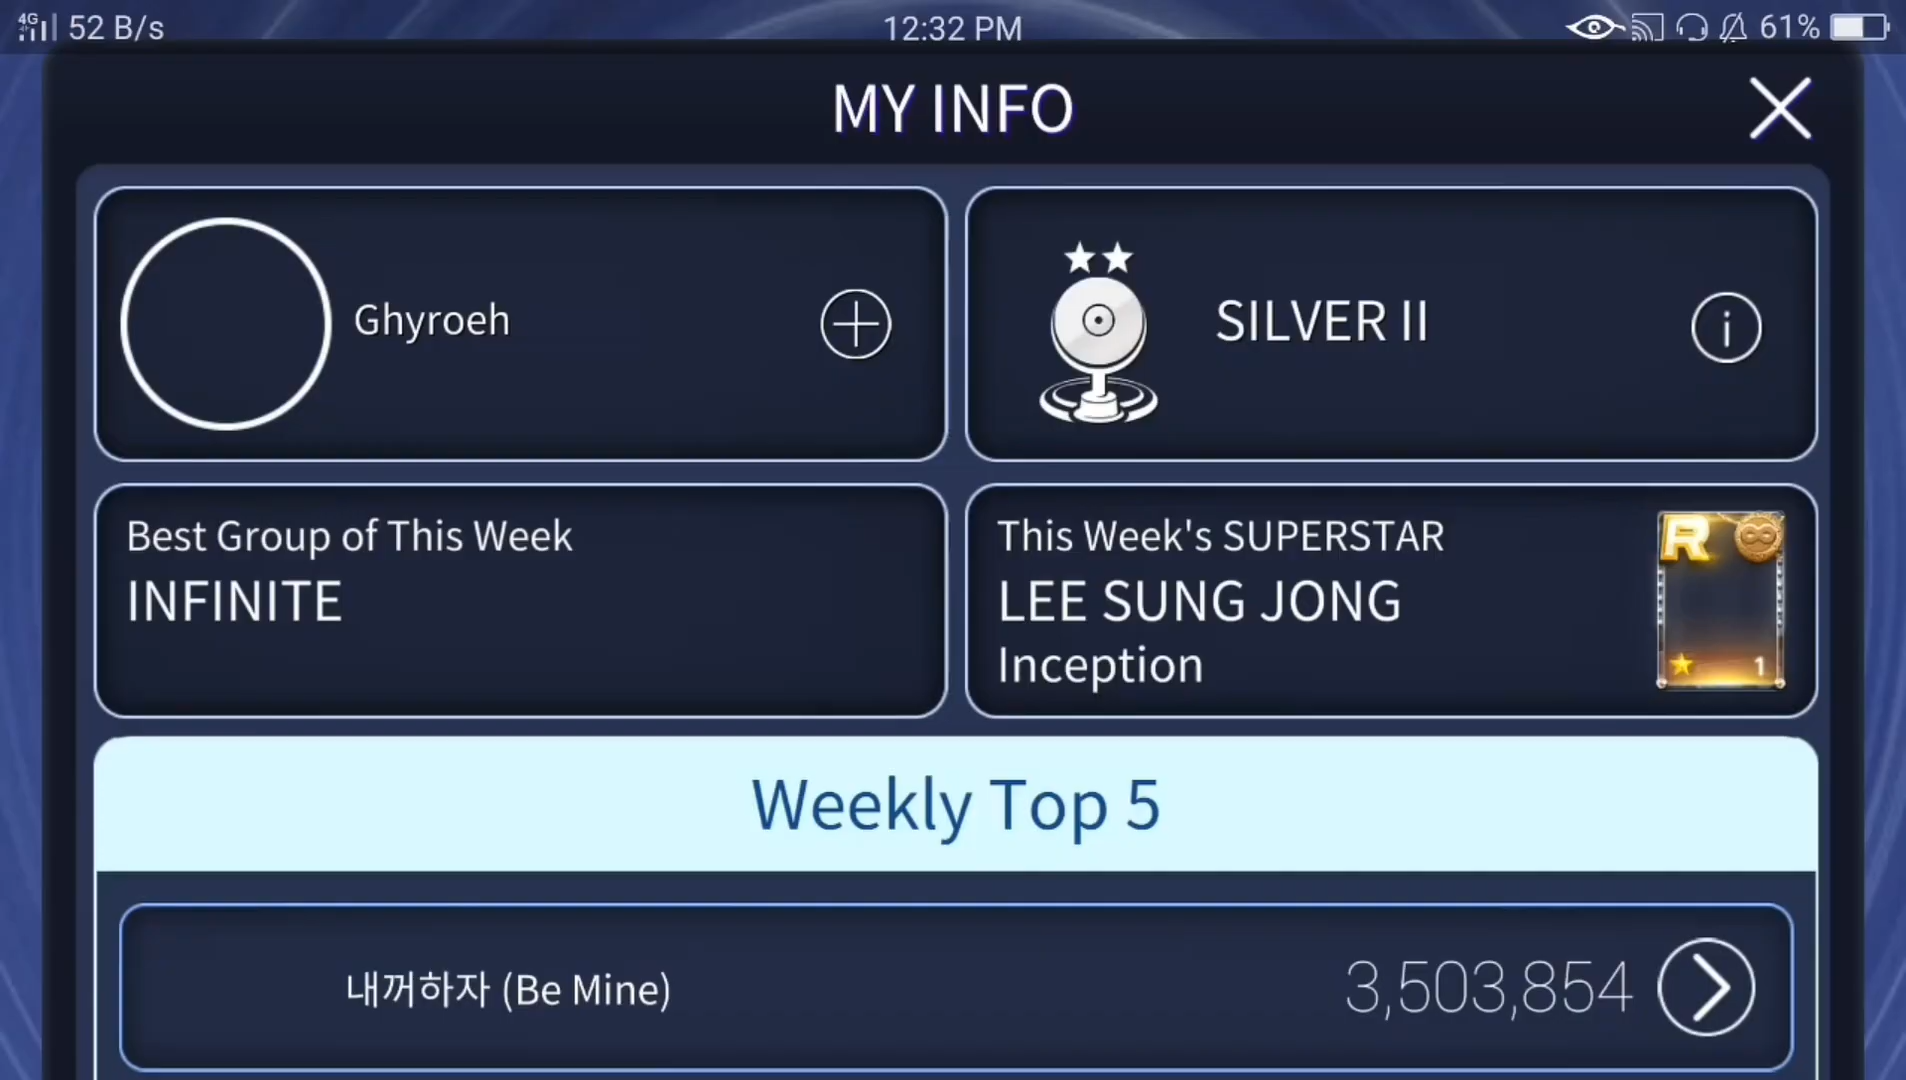 4G 52 B/s 12:32 PM 61%
MY INFO
Ghyroeh
SILVER II
Best Group of This Week
INFINITE
This Week's SUPERSTAR
LEE SUNG JONG
Inception
R
1
Weekly Top 5
내꺼하자 (Be Mine) 3,503,854